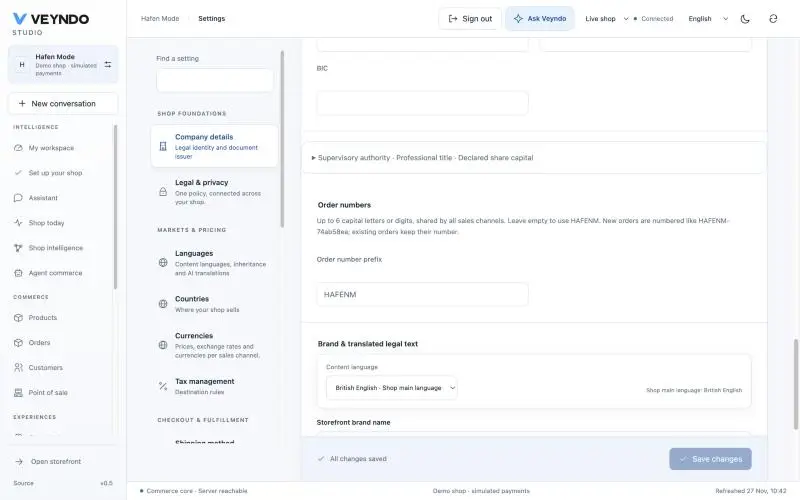 VEYNDO
STUDIO
H
Hafen Mode
Demo shop · simulated
payments
+ New conversation
INTELLIGENCE
My workspace
Set up your shop
Assistant
Shop today
Shop intelligence
Agent commerce
COMMERCE
Products
Orders
Customers
Point of sale
EXPERIENCES
Open storefront
Source
v0.5
Hafen Mode
Settings
Sign out
Ask Veyndo
Live shop
Connected
English
Find a setting
SHOP FOUNDATIONS
Company details
Legal identity and document
issuer
Legal & privacy
One policy, connected across
your shop.
MARKETS & PRICING
Languages
Content languages, inheritance
and AI translations
Countries
Where your shop sells
Currencies
Prices, exchange rates and
currencies per sales channel.
Tax management
Destination rules
CHECKOUT & FULFILLMENT
Shipping method
BIC
Supervisory authority · Professional title · Declared share capital
Order numbers
Up to 6 capital letters or digits, shared by all sales channels. Leave empty to use HAFENM. New orders are numbered like HAFENM-
74ab58ea; existing orders keep their number.
Order number prefix
HAFENM
Brand & translated legal text
Content language
British English · Shop main language
Shop main language: British English
Storefront brand name
All changes saved
Save changes
Commerce core · Server reachable
Demo shop · simulated payments
Refreshed 27 Nov, 10:42